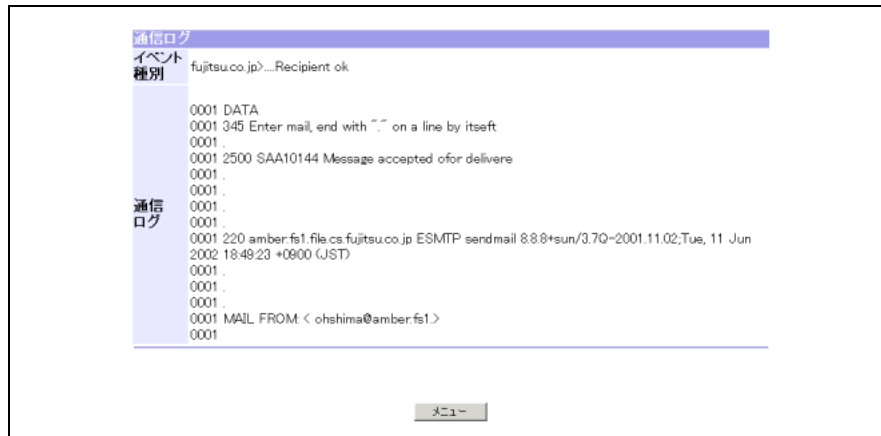 通信ログ
イベント
種別
fujitsu.co.jp>....Recipient ok
通信
ログ
0001 DATA
0001 345 Enter mail, end with ~.~ on a line by itseft
0001 .
0001 2500 SAA10144 Message accepted ofor delivere
0001 .
0001 .
0001 .
0001 .
0001 220 amber.fs1.file.cs.fujitsu.co.jp ESMTP sendmail 8.8.8+sun/3.7Q-2001.11.02;Tue, 11 Jun
2002 18:49:23 +0900 (JST)
0001 .
0001 .
0001 .
0001 MAIL FROM: < ohshima@amber.fs1.>
0001
メニュー